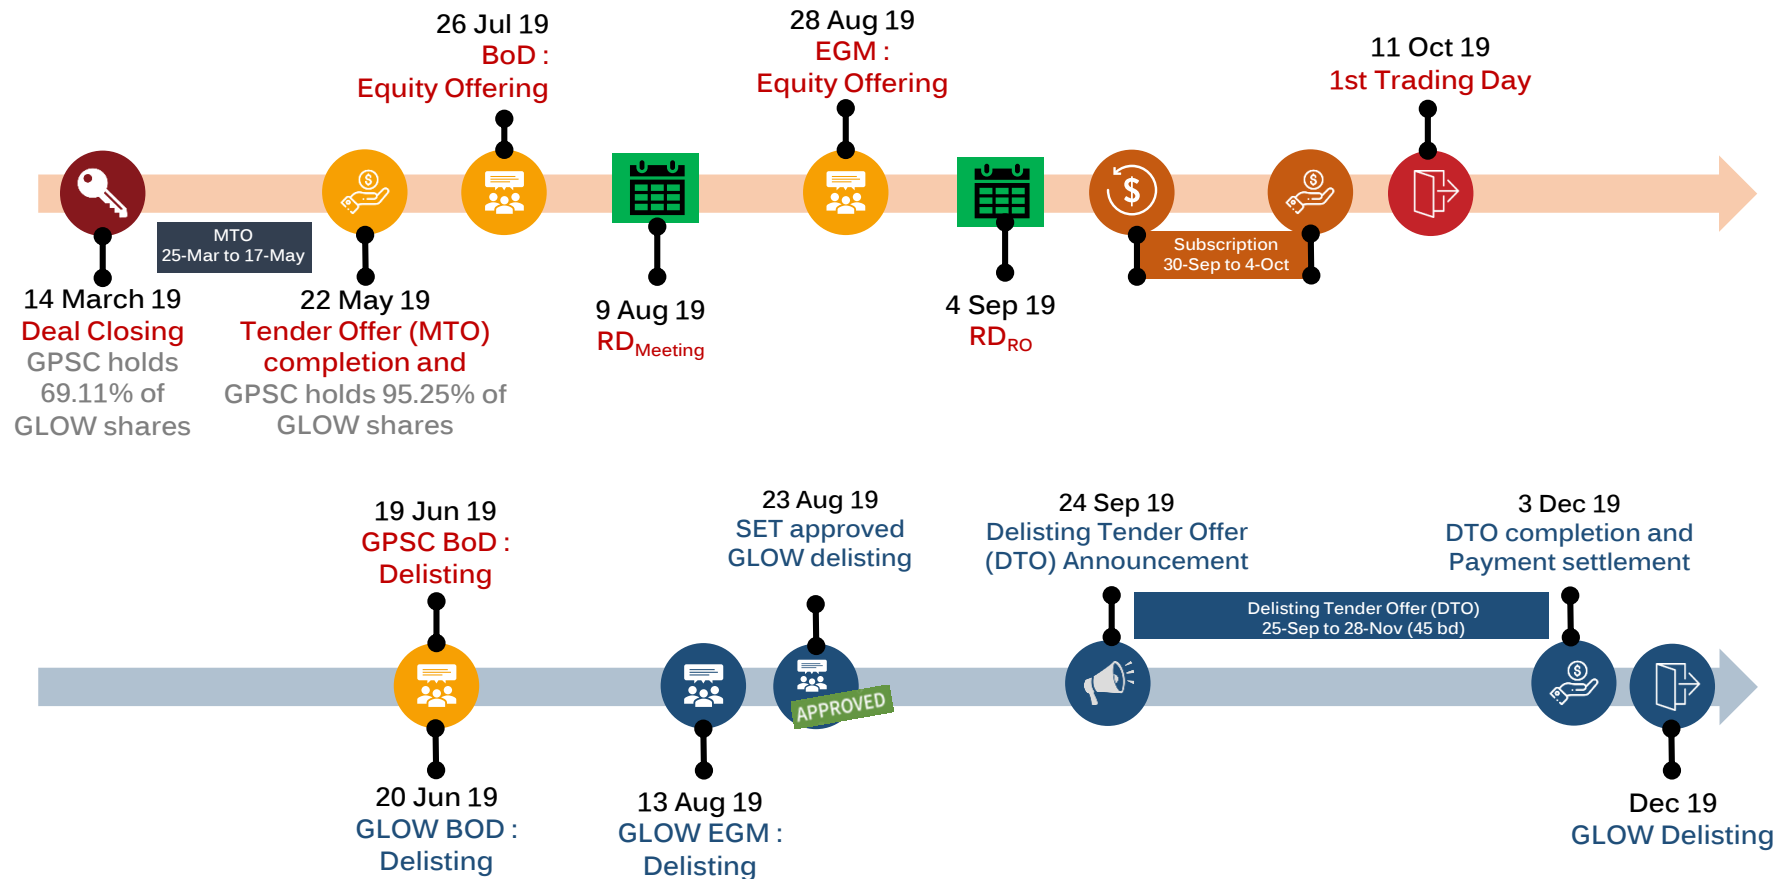 26 Jul 19
BoD :
Equity Offering
28 Aug 19
EGM :
Equity Offering
11 Oct 19
1st Trading Day
MTO
25-Mar to 17-May
Subscription
30-Sep to 4-Oct
14 March 19
Deal Closing
GPSC holds
69.11% of
GLOW shares
22 May 19
Tender Offer (MTO)
completion and
GPSC holds 95.25% of
GLOW shares
9 Aug 19
RDMeeting
4 Sep 19
RDRO
19 Jun 19
GPSC BoD :
Delisting
23 Aug 19
SET approved
GLOW delisting
24 Sep 19
Delisting Tender Offer
(DTO) Announcement
3 Dec 19
DTO completion and
Payment settlement
Delisting Tender Offer (DTO)
25-Sep to 28-Nov (45 bd)
APPROVED
20 Jun 19
GLOW BOD :
Delisting
13 Aug 19
GLOW EGM :
Delisting
Dec 19
GLOW Delisting